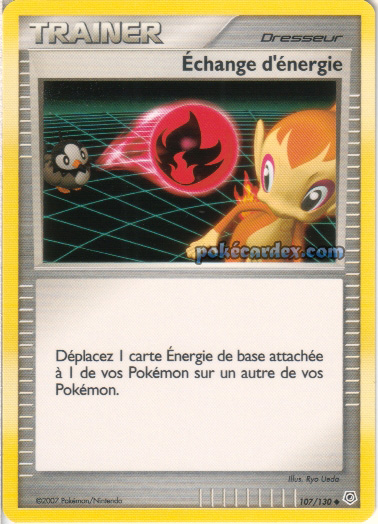 TRAINER
Dresseur
Échange d'énergie
pokécardex.com
Déplacez 1 carte Énergie de base attachée
à 1 de vos Pokémon sur un autre de vos
Pokémon.
Illus. Ryo Ueda
©2007 Pokémon/Nintendo
107/130